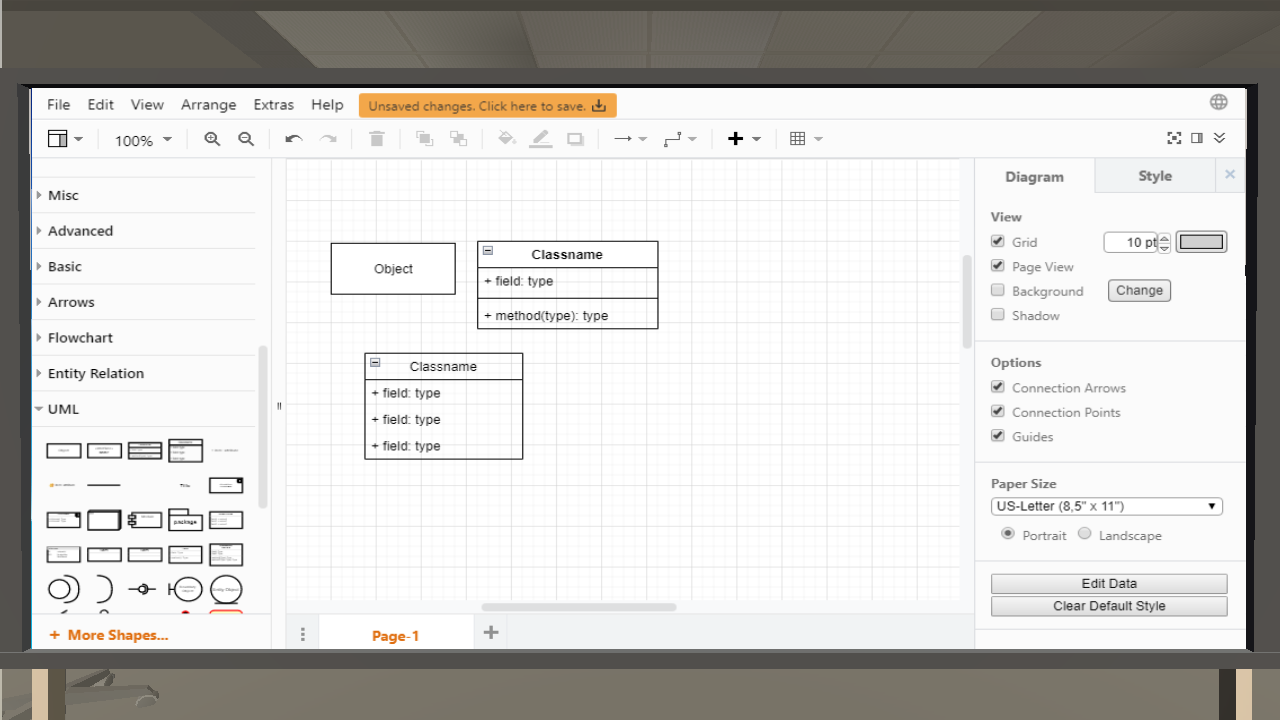 File Edit View Arrange Extras Help Unsaved changes. Click here to save.
100%
Misc
Advanced
Basic
Arrows
Flowchart
Entity Relation
UML
package
+ More Shapes...
Object
Classname
+ field: type
+ method(type): type
Classname
+ field: type
+ field: type
+ field: type
Page-1
Diagram Style
View
Grid 10 pt
Page View
Background Change
Shadow
Options
Connection Arrows
Connection Points
Guides
Paper Size
US-Letter (8,5" x 11")
Portrait Landscape
Edit Data
Clear Default Style